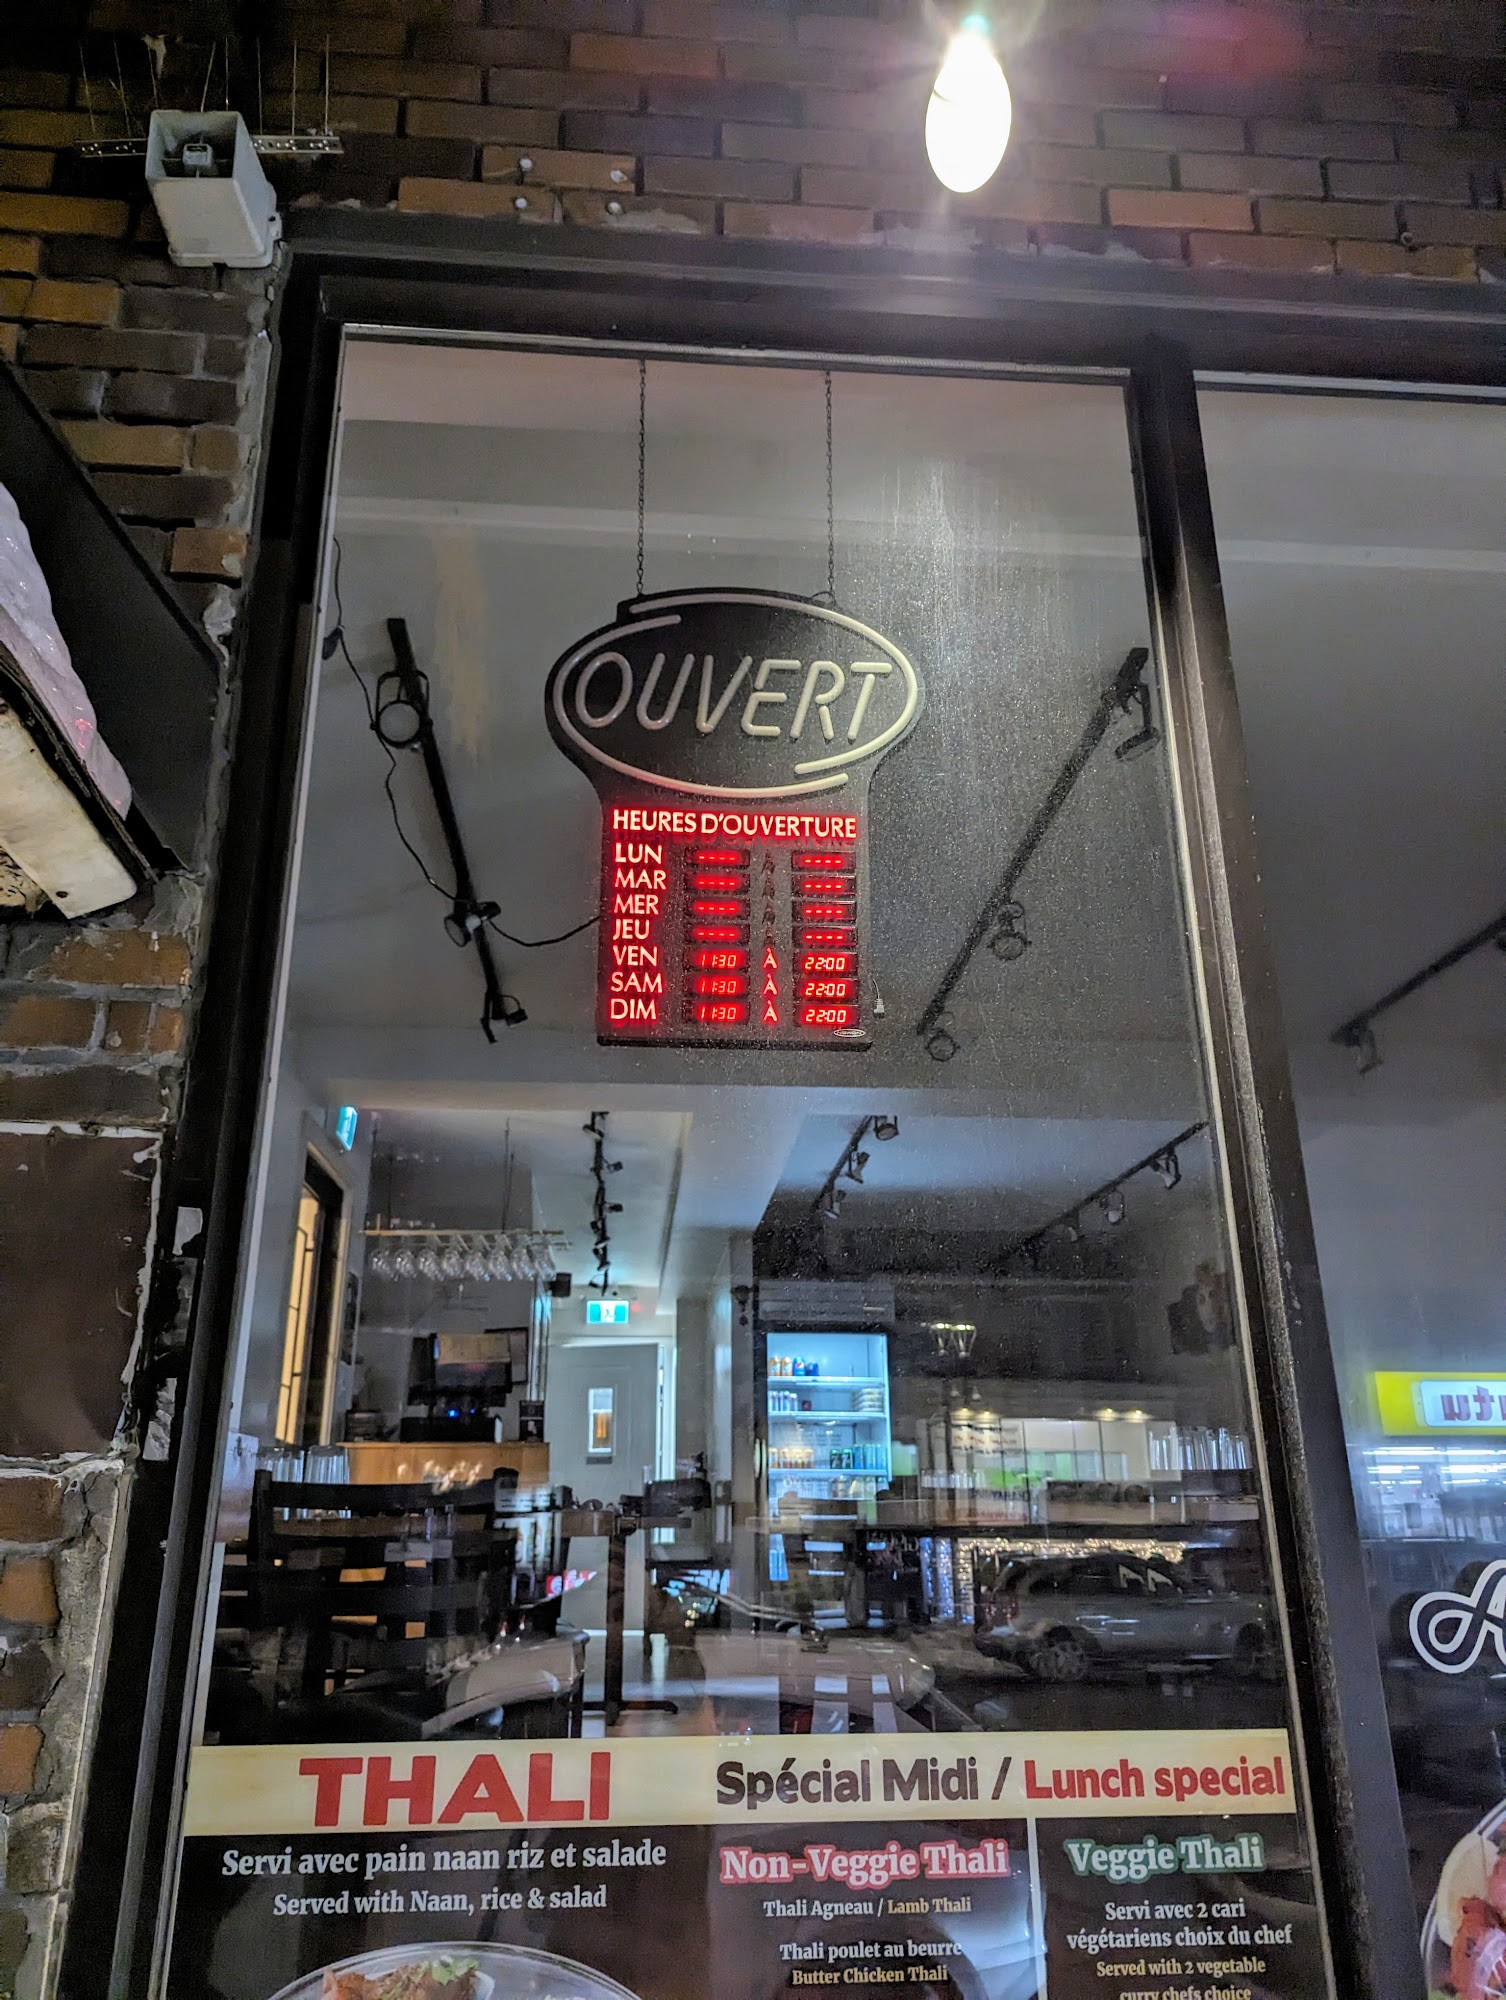 OUVERT
HEURES D'OUVERTURE
LUN ---- ----
MAR ---- ----
MER ---- ----
JEU ---- ----
VEN 11:30 À 22:00
SAM 11:30 À 22:00
DIM 11:30 À 22:00
THALI
Servi avec pain naan riz et salade
Served with Naan, rice & salad
Spécial Midi / Lunch special
Non-Veggie Thali
Thali Agneau / Lamb Thali
Thali poulet au beurre
Butter Chicken Thali
Veggie Thali
Servi avec 2 cari
végétariens choix du chef
Served with 2 vegetable
curry chefs choice